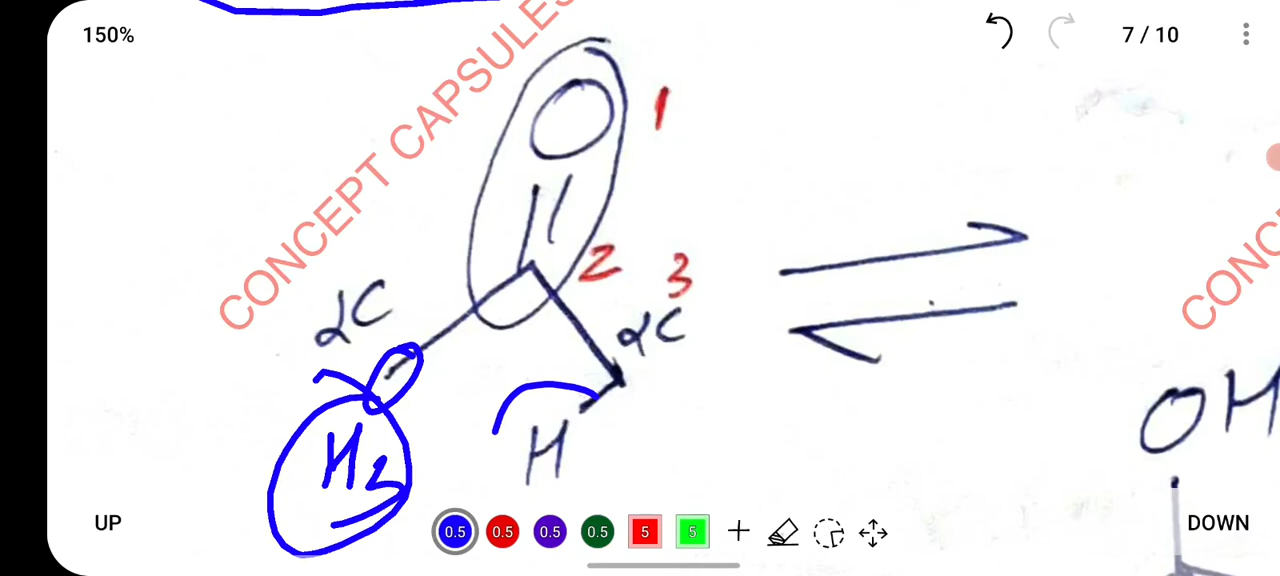 150%
7 / 10
CONCEPT CAPSULES
O
1
2
3
αC
αC
H3
H
CONC
OH
UP
0.5
0.5
0.5
0.5
5
5
+
DOWN